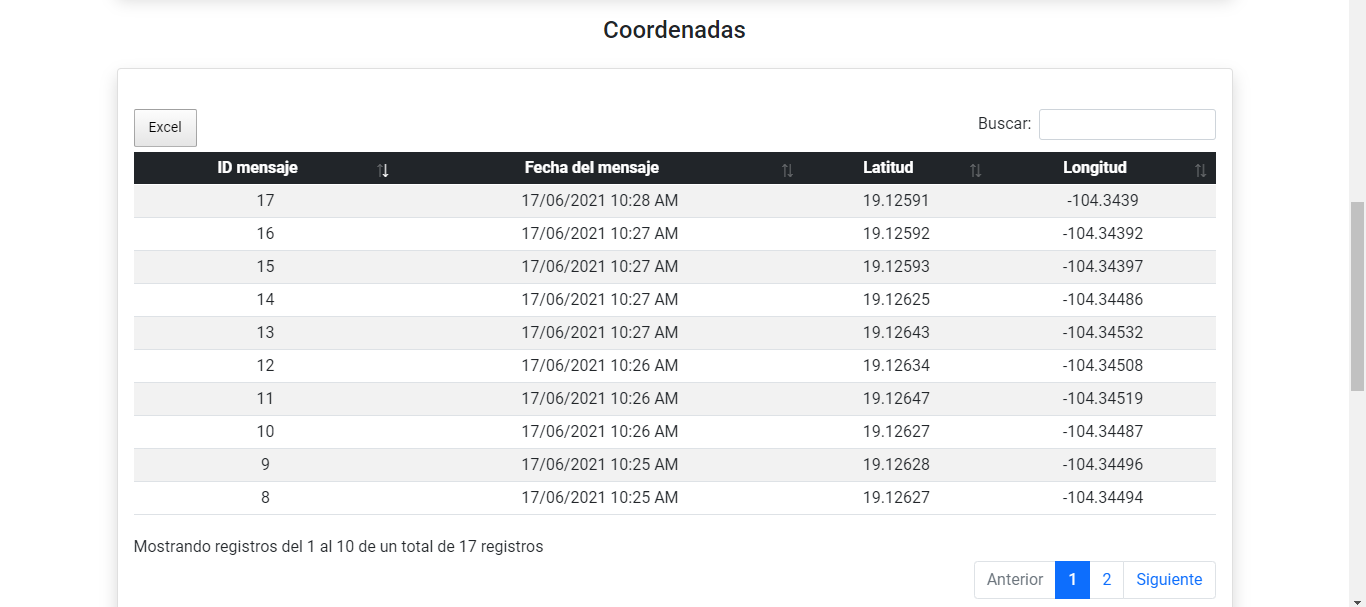 Coordenadas
Excel
Buscar:
ID mensaje Fecha del mensaje Latitud Longitud
17 17/06/2021 10:28 AM 19.12591 -104.3439
16 17/06/2021 10:27 AM 19.12592 -104.34392
15 17/06/2021 10:27 AM 19.12593 -104.34397
14 17/06/2021 10:27 AM 19.12625 -104.34486
13 17/06/2021 10:27 AM 19.12643 -104.34532
12 17/06/2021 10:26 AM 19.12634 -104.34508
11 17/06/2021 10:26 AM 19.12647 -104.34519
10 17/06/2021 10:26 AM 19.12627 -104.34487
9 17/06/2021 10:25 AM 19.12628 -104.34496
8 17/06/2021 10:25 AM 19.12627 -104.34494
Mostrando registros del 1 al 10 de un total de 17 registros
Anterior 1 2 Siguiente